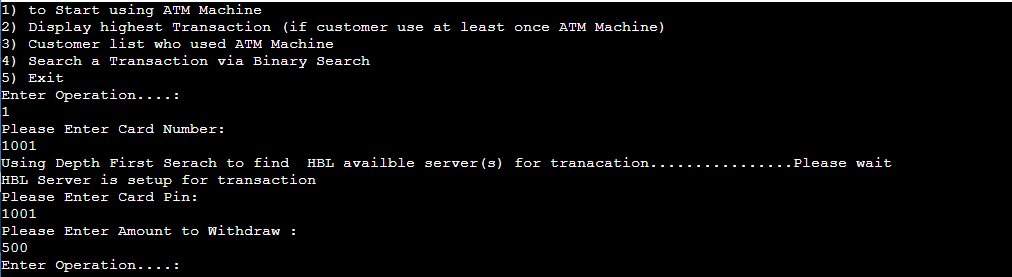 1) to Start using ATM Machine
2) Display highest Transaction (if customer use at least once ATM Machine)
3) Customer list who used ATM Machine
4) Search a Transaction via Binary Search
5) Exit
Enter Operation....:
1
Please Enter Card Number:
1001
Using Depth First Serach to find  HBL availble server(s) for tranacation................Please wait
HBL Server is setup for transaction
Please Enter Card Pin:
1001
Please Enter Amount to Withdraw :
500
Enter Operation....: